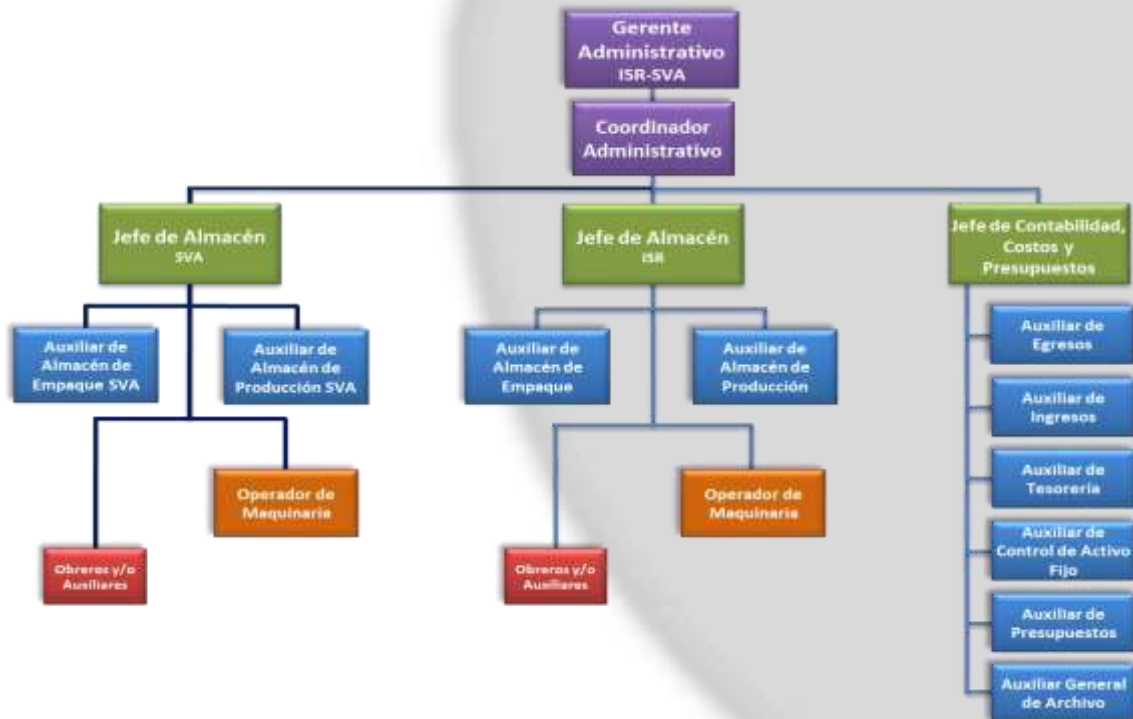 Gerente
Administrativo
ISR-SVA
Coordinador
Administrativo
Jefe de Almacén
SVA
Jefe de Almacén
ISR
Jefe de Contabilidad,
Costos y
Presupuestos
Auxiliar de
Almacén de
Empaque SVA
Auxiliar de
Almacén de
Producción SVA
Auxiliar de
Almacén de
Empaque
Auxiliar de
Almacén de
Producción
Auxiliar de
Egresos
Auxiliar de
Ingresos
Auxiliar de
Tesorería
Auxiliar de
Control de Activo
Fijo
Auxiliar de
Presupuestos
Auxiliar General
de Archivo
Operador de
Maquinaria
Operador de
Maquinaria
Obreros y/o
Auxiliares
Obreros y/o
Auxiliares